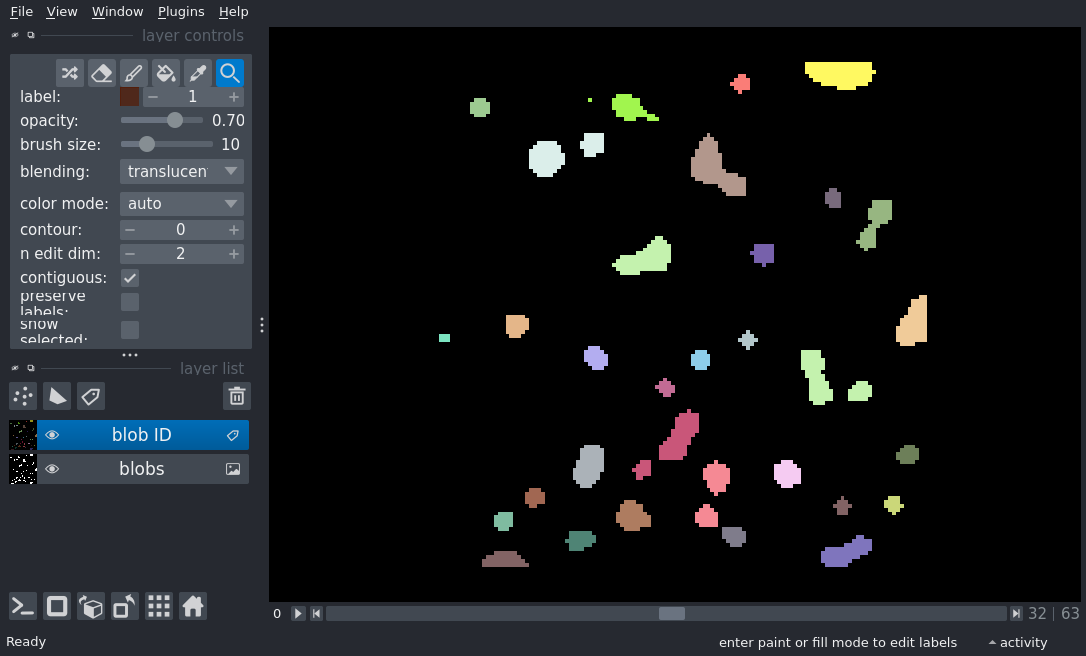 File View Window Plugins Help
layer controls
label: 1
opacity: 0.70
brush size: 10
blending: translucen
color mode: auto
contour: 0
n edit dim: 2
contiguous:
preserve
labels:
show
selected:
layer list
blob ID
blobs
0 32 | 63
Ready enter paint or fill mode to edit labels activity